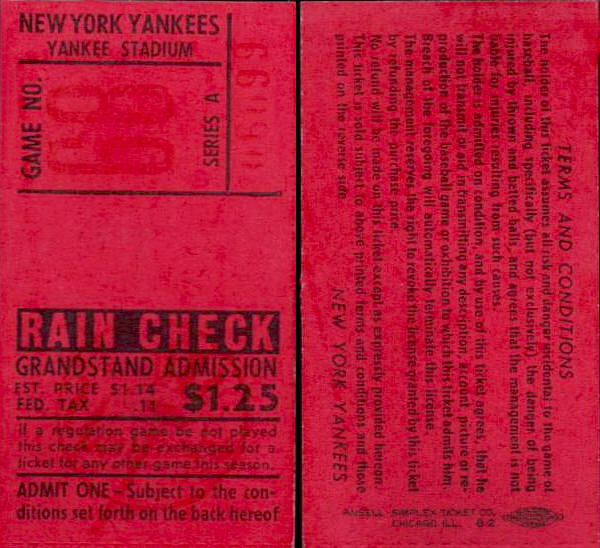 NEW YORK YANKEES
YANKEE STADIUM
GAME NO.
68
SERIES A
06099
RAIN CHECK
GRANDSTAND ADMISSION
EST. PRICE $1.14
FED. TAX .11
$1.25
If a regulation game be not played
this check may be exchanged for a
ticket for any other game this season.
ADMIT ONE – Subject to the con-
ditions set forth on the back hereof
TERMS AND CONDITIONS
The holder of this ticket assumes all risk and danger incidental to the game of
baseball, including specifically (but not exclusively) the danger of being
injured by thrown and batted balls, and agrees that the management is not
liable for injuries resulting from such causes.
The holder is admitted on condition, and by use of this ticket agrees, that he
will not transmit or aid in transmitting any description, account, picture or re-
production of the baseball game or exhibition to which this ticket admits him.
Breach of the foregoing will automatically terminate this license.
The management reserves the right to revoke the license granted by this ticket
by refunding the purchase price.
No refund will be made on this ticket except as expressly provided hereon.
This ticket is sold subject to above printed terms and conditions and those
printed on the reverse side.
NEW YORK YANKEES
ANSELL-SIMPLEX TICKET CO.
CHICAGO, ILL. 8-2